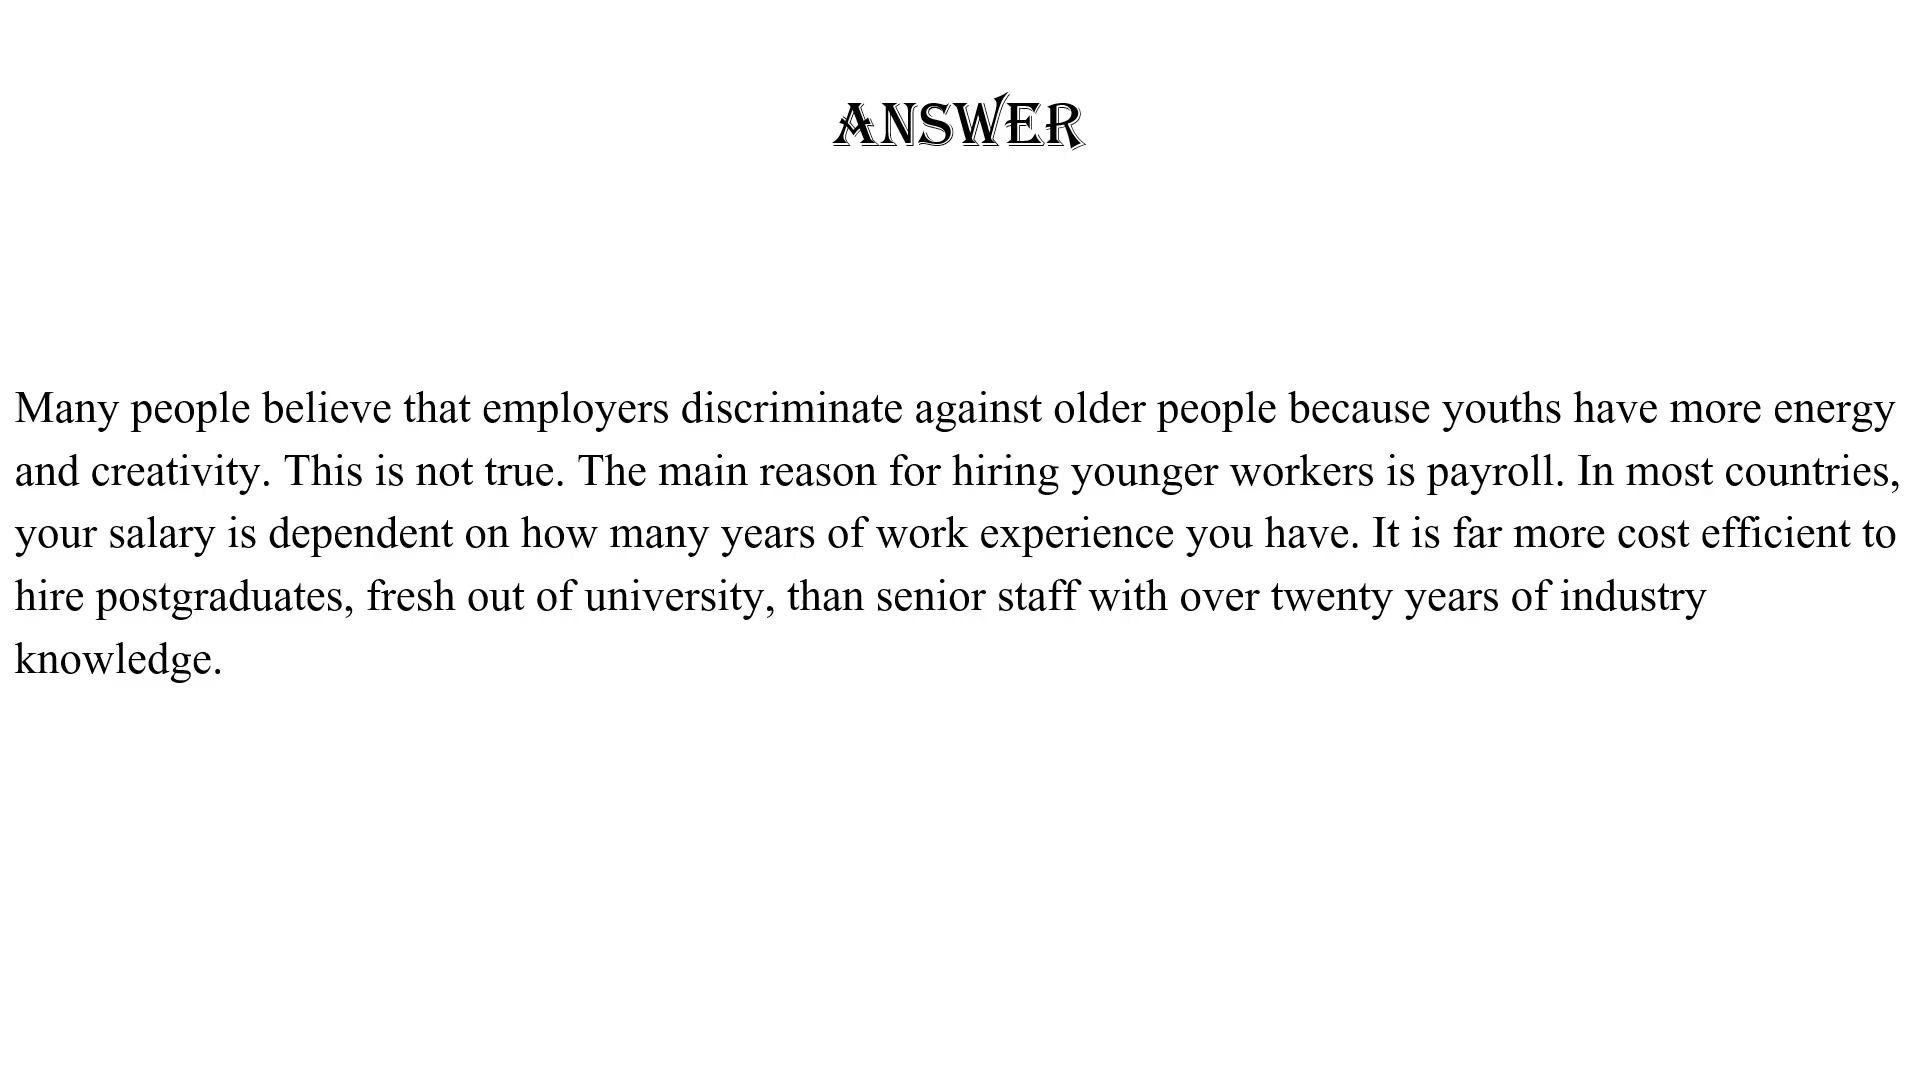 ANSWER
Many people believe that employers discriminate against older people because youths have more energy
and creativity. This is not true. The main reason for hiring younger workers is payroll. In most countries,
your salary is dependent on how many years of work experience you have. It is far more cost efficient to
hire postgraduates, fresh out of university, than senior staff with over twenty years of industry
knowledge.